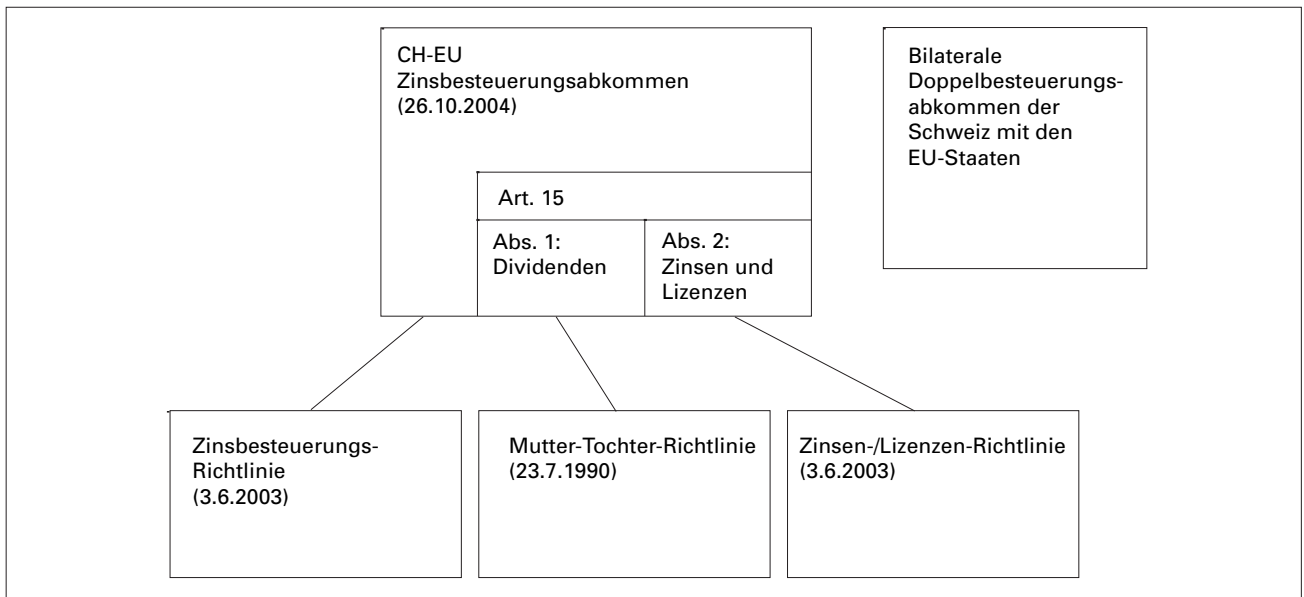 CH-EU
Zinsbesteuerungsabkommen
(26.10.2004)
Art. 15
Abs. 1:
Dividenden
Abs. 2:
Zinsen und
Lizenzen
Bilaterale
Doppelbesteuerungs-
abkommen der
Schweiz mit den
EU-Staaten
Zinsbesteuerungs-
Richtlinie
(3.6.2003)
Mutter-Tochter-Richtlinie
(23.7.1990)
Zinsen-/Lizenzen-Richtlinie
(3.6.2003)